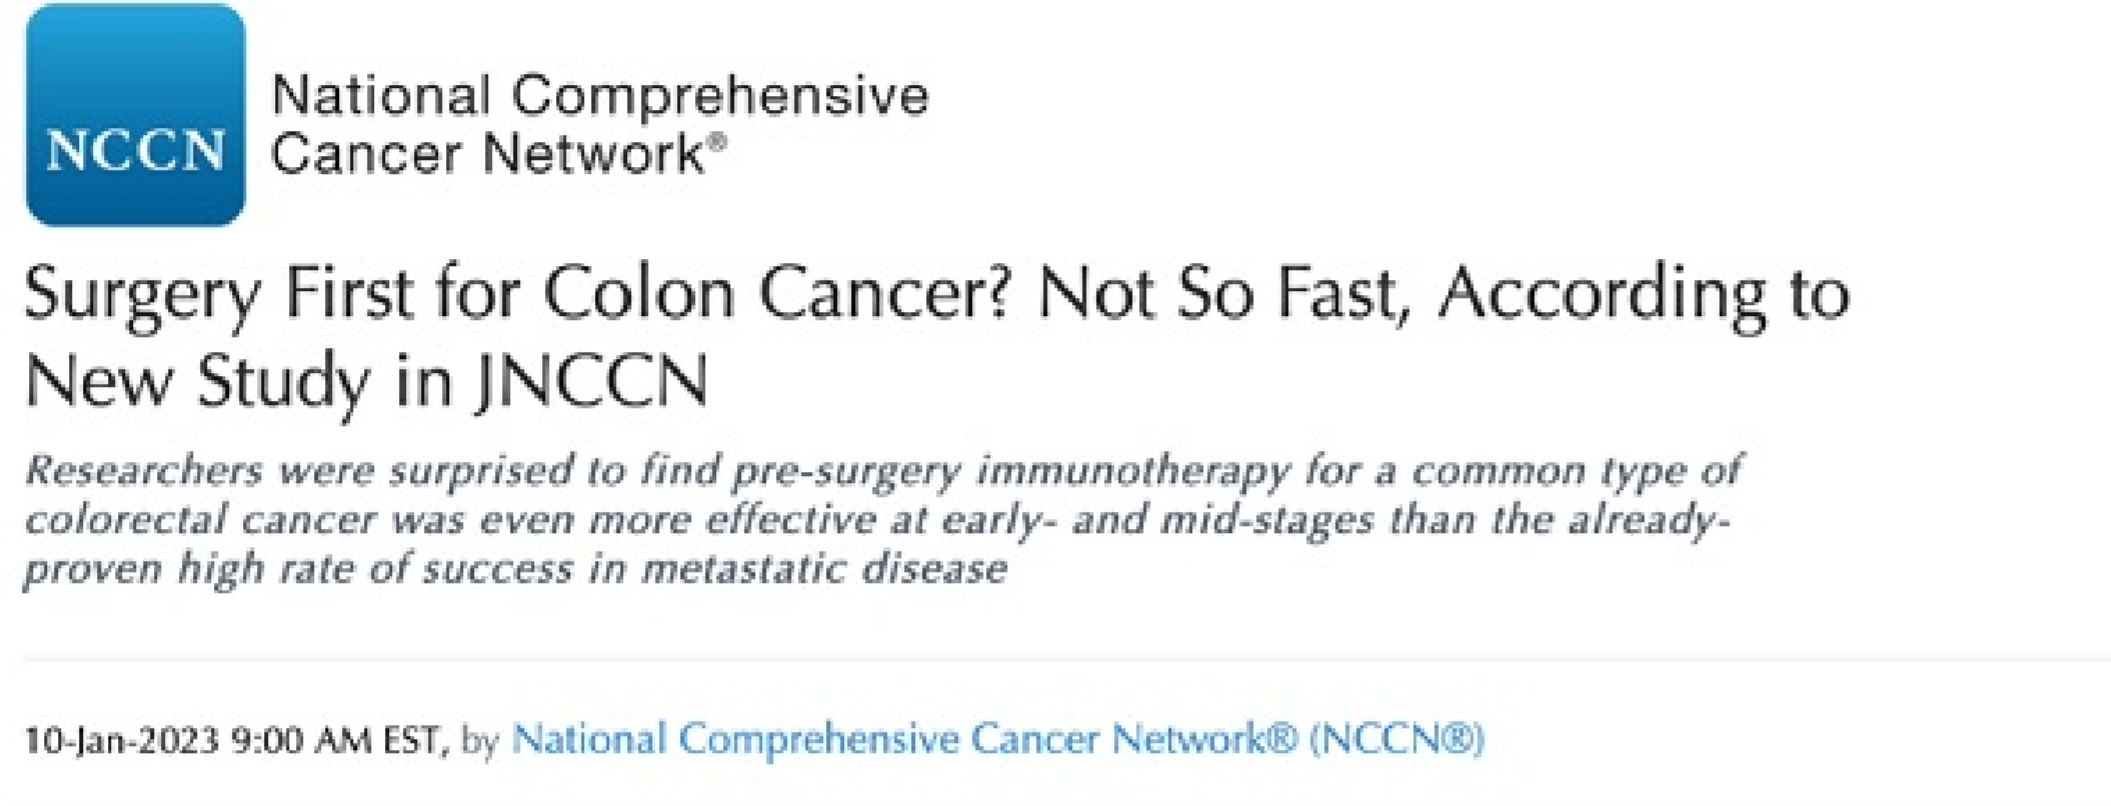 NCCN
National Comprehensive
Cancer Network®
Surgery First for Colon Cancer? Not So Fast, According to
New Study in JNCCN
Researchers were surprised to find pre-surgery immunotherapy for a common type of
colorectal cancer was even more effective at early- and mid-stages than the already-
proven high rate of success in metastatic disease
10-Jan-2023 9:00 AM EST, by National Comprehensive Cancer Network® (NCCN®)